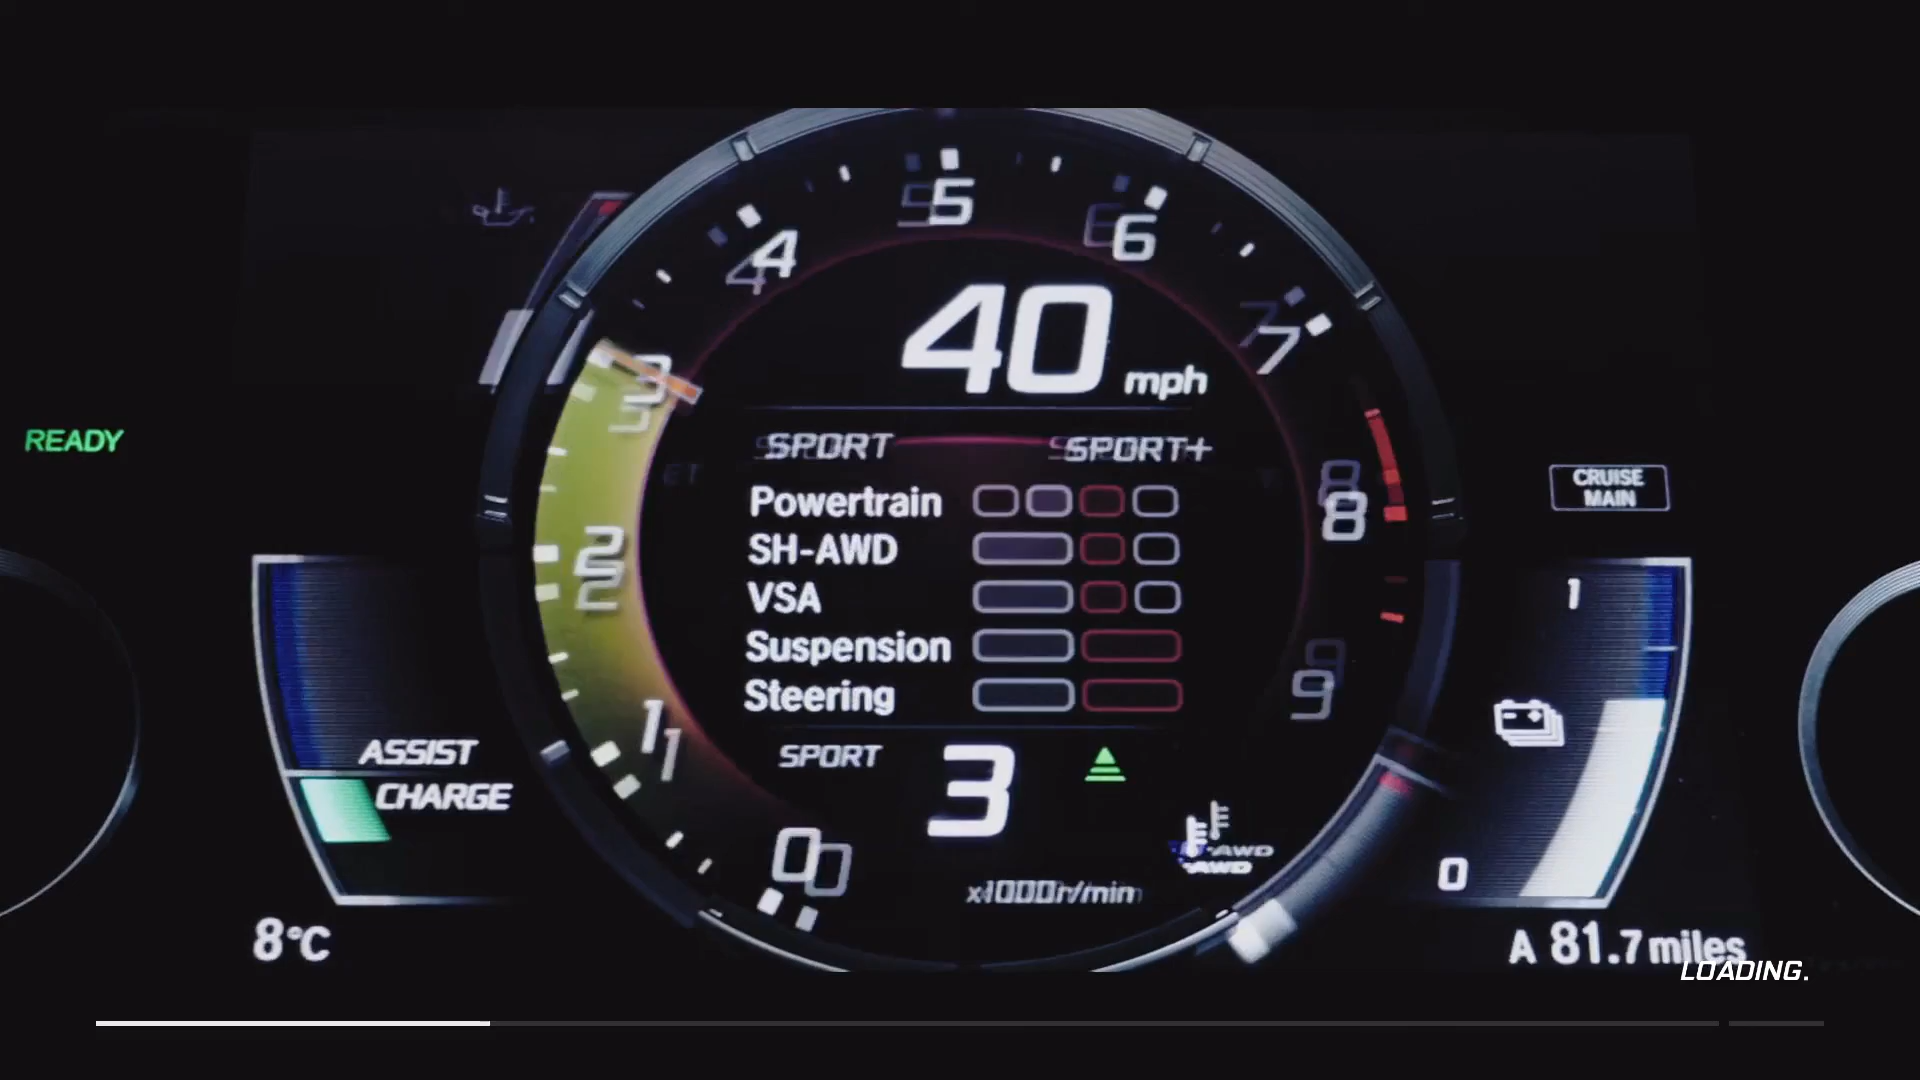 5
6
4
7
40
mph
3
READY
SPORT SPORT+
Powertrain
CRUISE
MAIN
8
SH-AWD
2
VSA
1
Suspension
Steering
9
1
ASSIST
SPORT
3
CHARGE
0
AWD
0
x1000r/min
8°C
A 81.7 miles
LOADING.